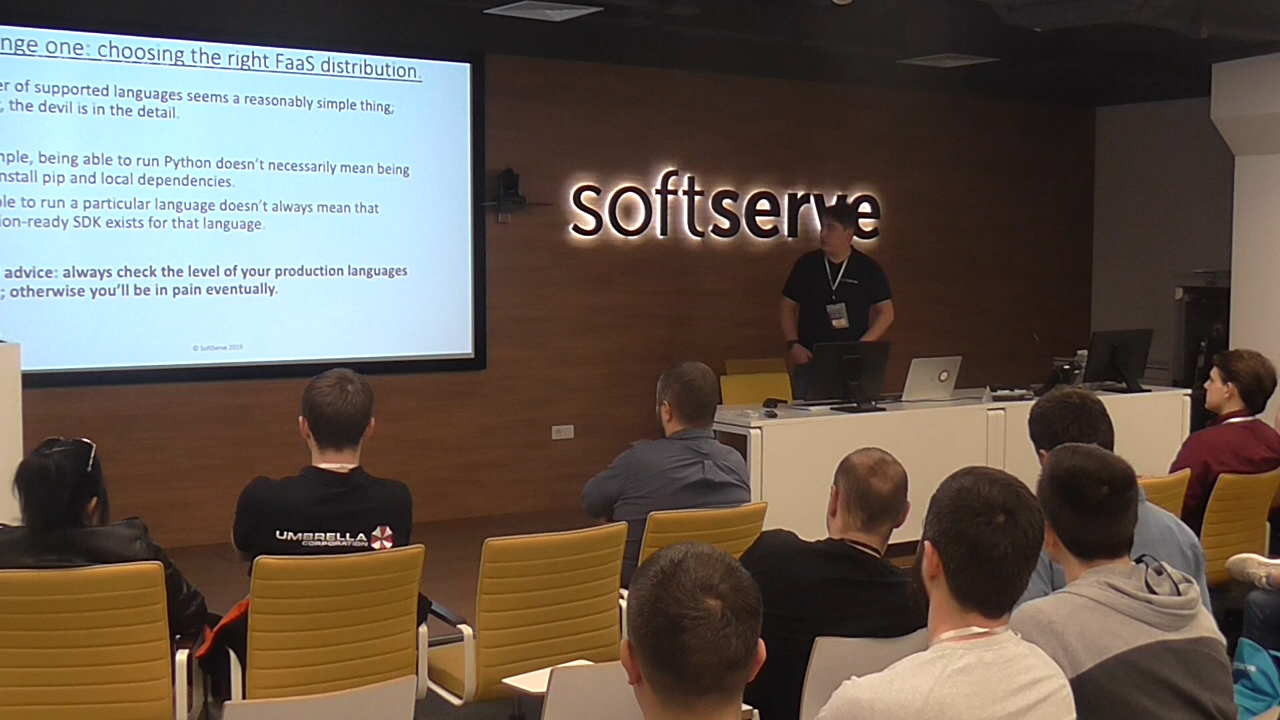 nge one: choosing the right FaaS distribution.
er of supported languages seems a reasonably simple thing;
, the devil is in the detail.
mple, being able to run Python doesn't necessarily mean being
nstall pip and local dependencies.
ble to run a particular language doesn't always mean that
ion-ready SDK exists for that language.
advice: always check the level of your production languages
; otherwise you'll be in pain eventually.
© SoftServe 2019
softserve
UMBRELLA
CORPORATION